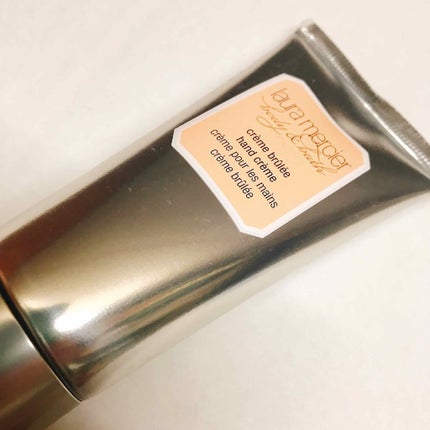 laura mercier
body & bath
crème brûlée
hand crème
crème pour les mains
crème brûlée